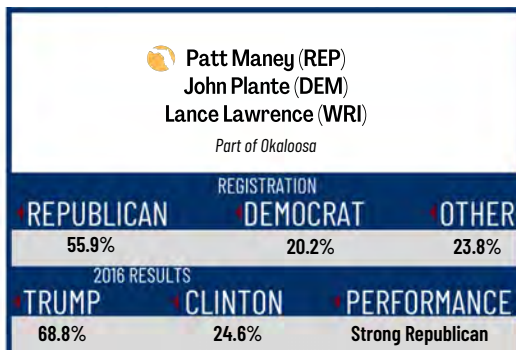 Patt Maney (REP)
John Plante (DEM)
Lance Lawrence (WRI)
Part of Okaloosa
REGISTRATION
REPUBLICAN DEMOCRAT OTHER
55.9% 20.2% 23.8%
2016 RESULTS
TRUMP CLINTON PERFORMANCE
68.8% 24.6% Strong Republican